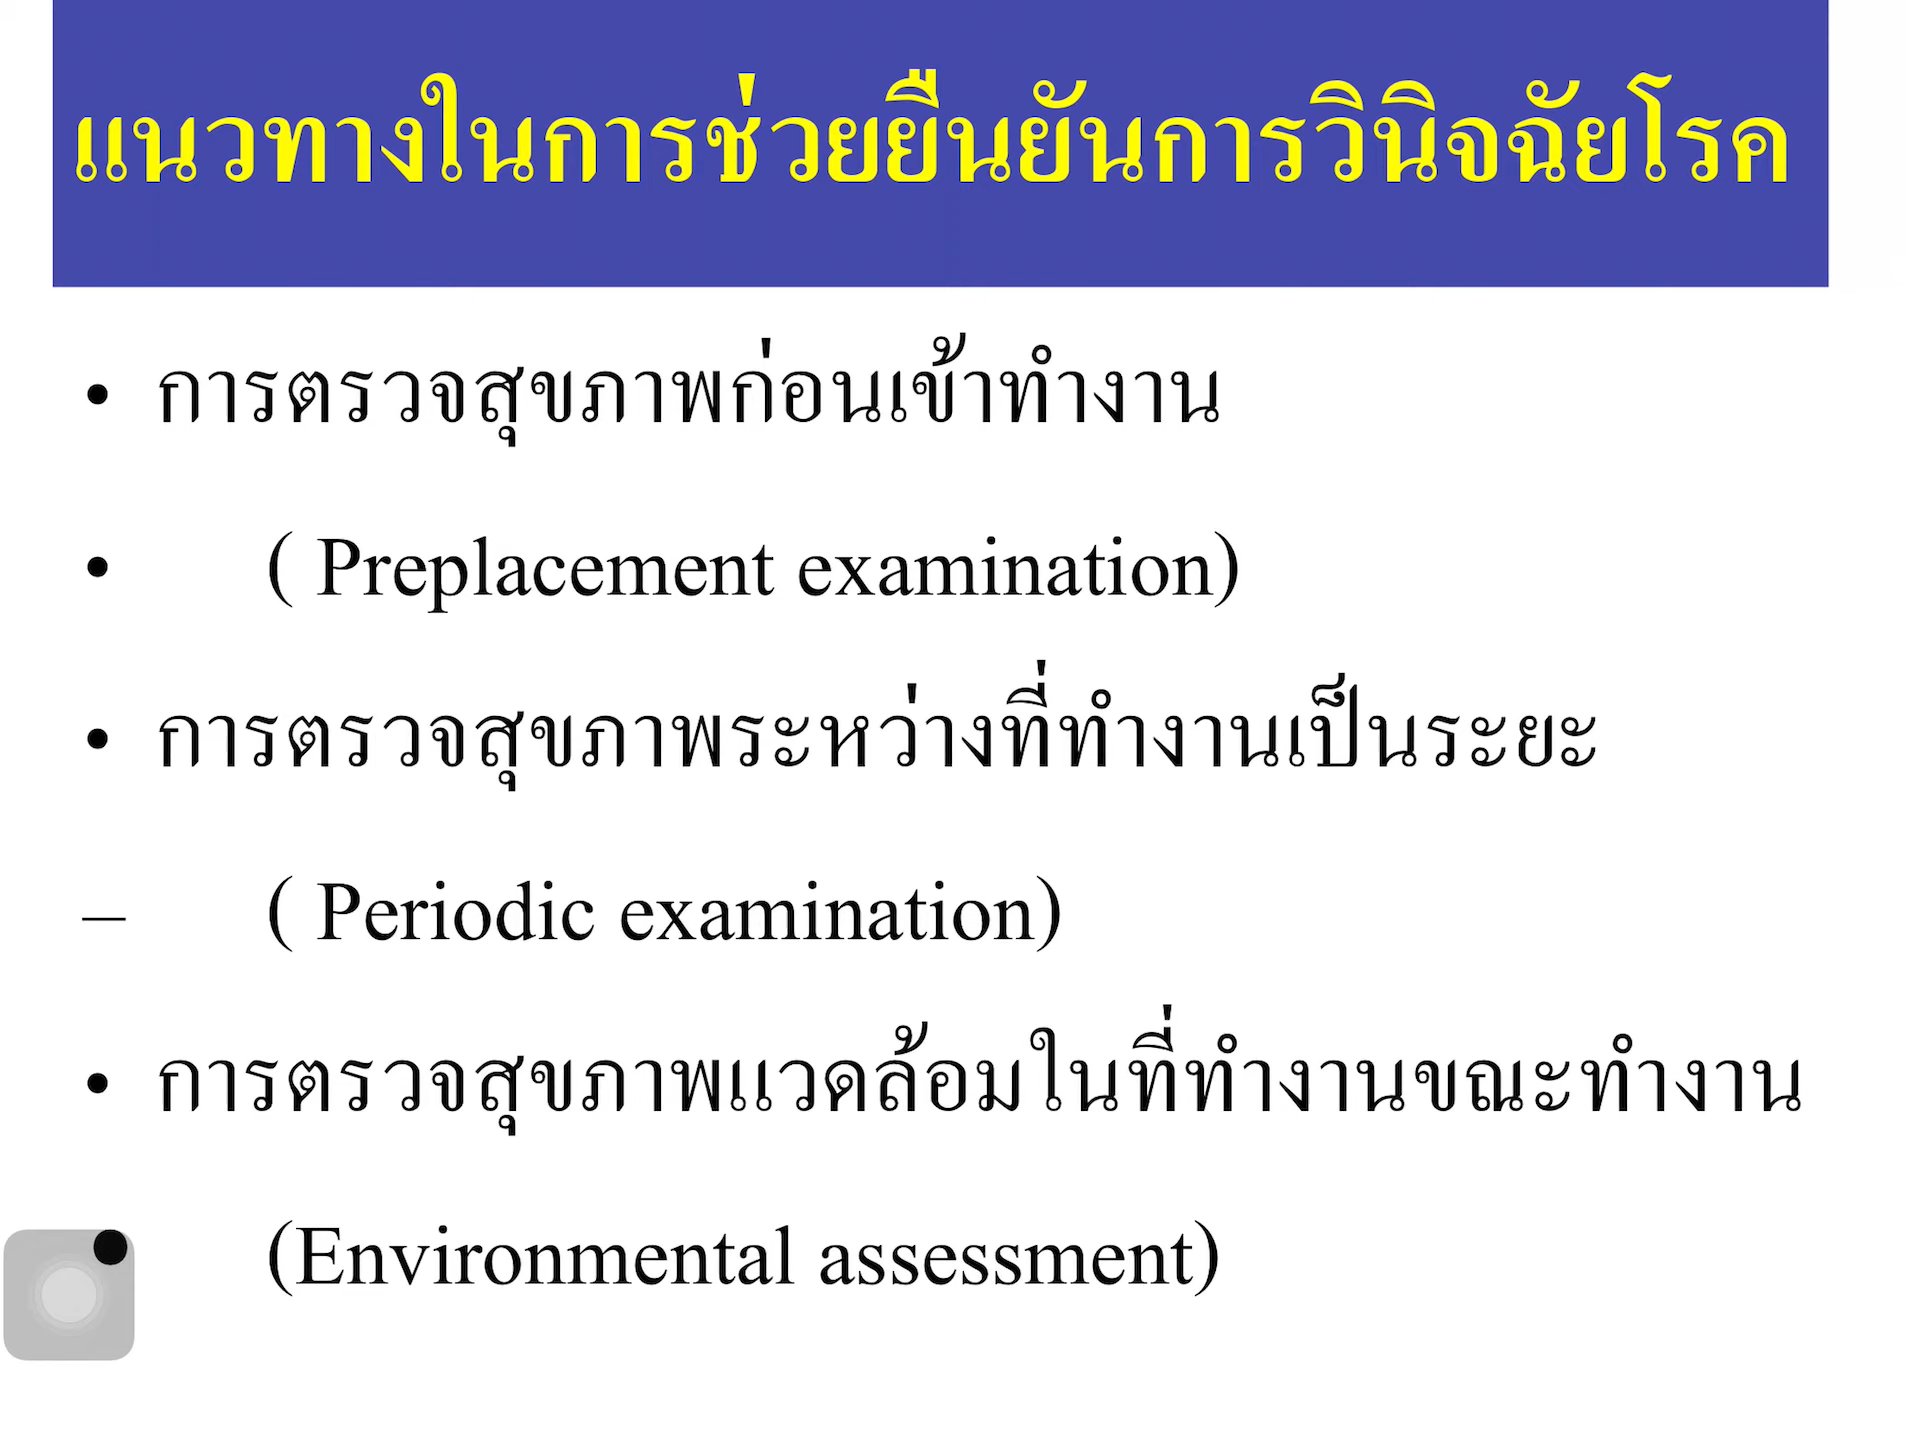 แนวทางในการช่วยยืนยันการวินิจฉัยโรค
• การตรวจสุขภาพก่อนเข้าทำงาน
• ( Preplacement examination)
• การตรวจสุขภาพระหว่างที่ทำงานเป็นระยะ
– ( Periodic examination)
• การตรวจสุขภาพแวดล้อมในที่ทำงานขณะทำงาน
(Environmental assessment)